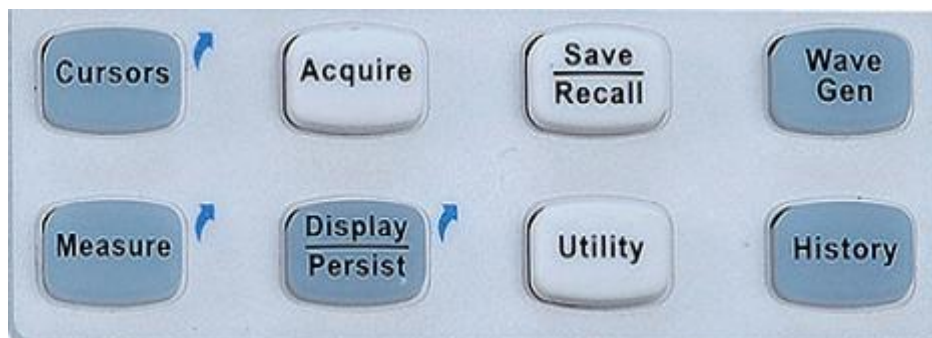 Cursors
Acquire
Save
Recall
Wave
Gen
Measure
Display
Persist
Utility
History